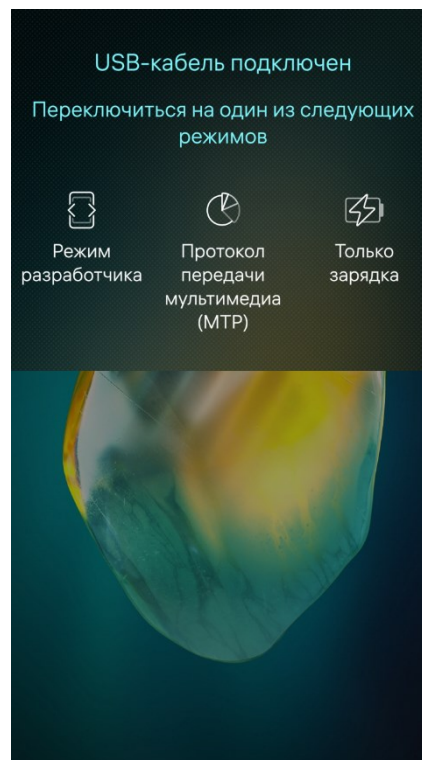 USB-кабель подключен
Переключиться на один из следующих
режимов
Режим
разработчика
Протокол
передачи
мультимедиа
(MTP)
Только
зарядка